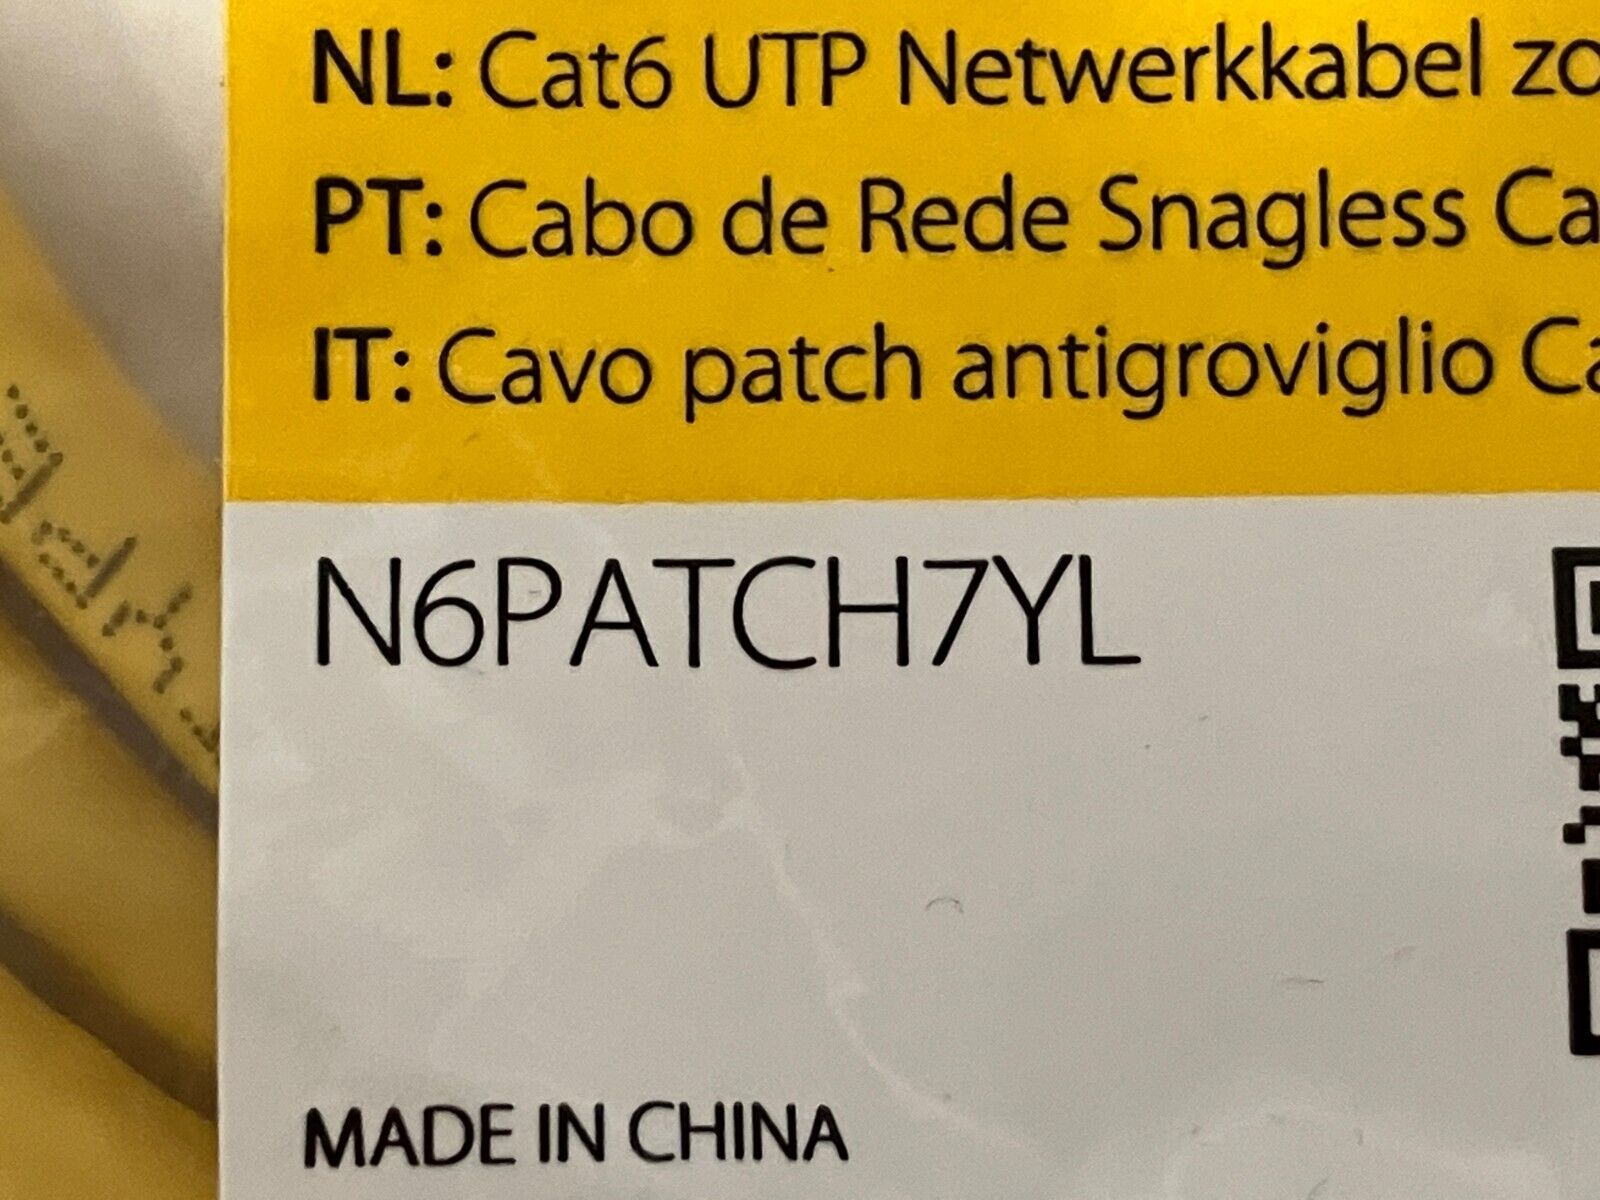 NL: Cat6 UTP Netwerkkabel
PT: Cabo de Rede Snagless
IT: Cavo patch antigroviglio
N6PATCH7YL
MADE IN CHINA